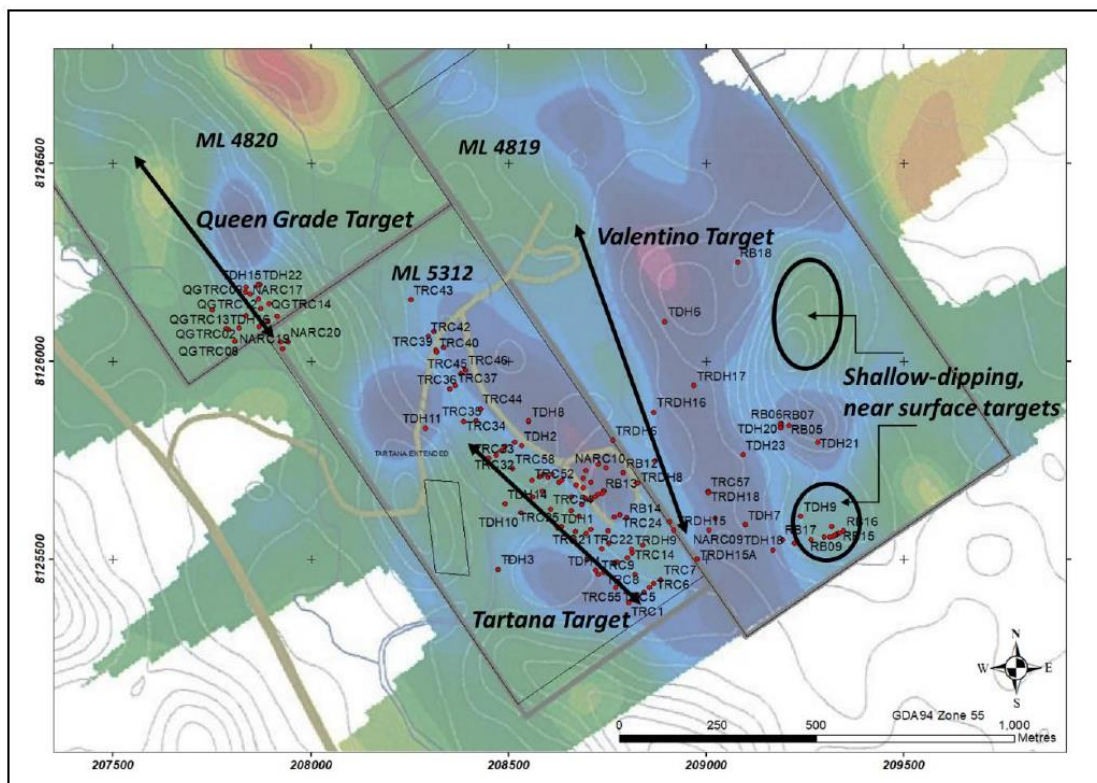 ML 4820
ML 4819
8126500
Queen Grade Target
Valentino Target
RB18
TDH15
TDH22
NARC17
ML 5312
TRC43
QGTRC14
TDH6
QGTRC13
QGTRC02
NARC19
NARC20
QGTRC08
TRC42
TRC39
TRC40
8126000
TRC45
TRC46
TRC36
TRC37
TRDH17
TRC44
TRDH16
Shallow-dipping,
near surface targets
TRC35
TRC34
TDH11
TDH8
RB06
RB07
TDH20
RB05
TDH21
TDH2
TDH23
TARTANA EXTENDED
TRC32
TRC58
NARC10
RB12
TRDH8
TRC52
RB13
TRC57
TRDH18
TDH14
TDH10
TDH1
RB14
TRC24
TRDH15
TDH7
TDH9
RB17
RB16
RB15
RB09
TRC21
TRC22
TRDH9
NARC09
TDH18
8125500
TDH3
TRC14
TRDH15A
TRC9
TRC7
TRC8
TRC6
TRC55
TRC5
TRC1
Tartana Target
N
W
E
S
GDA94 Zone 55
0
250
500
1,000
Metres
207500
208000
208500
209000
209500